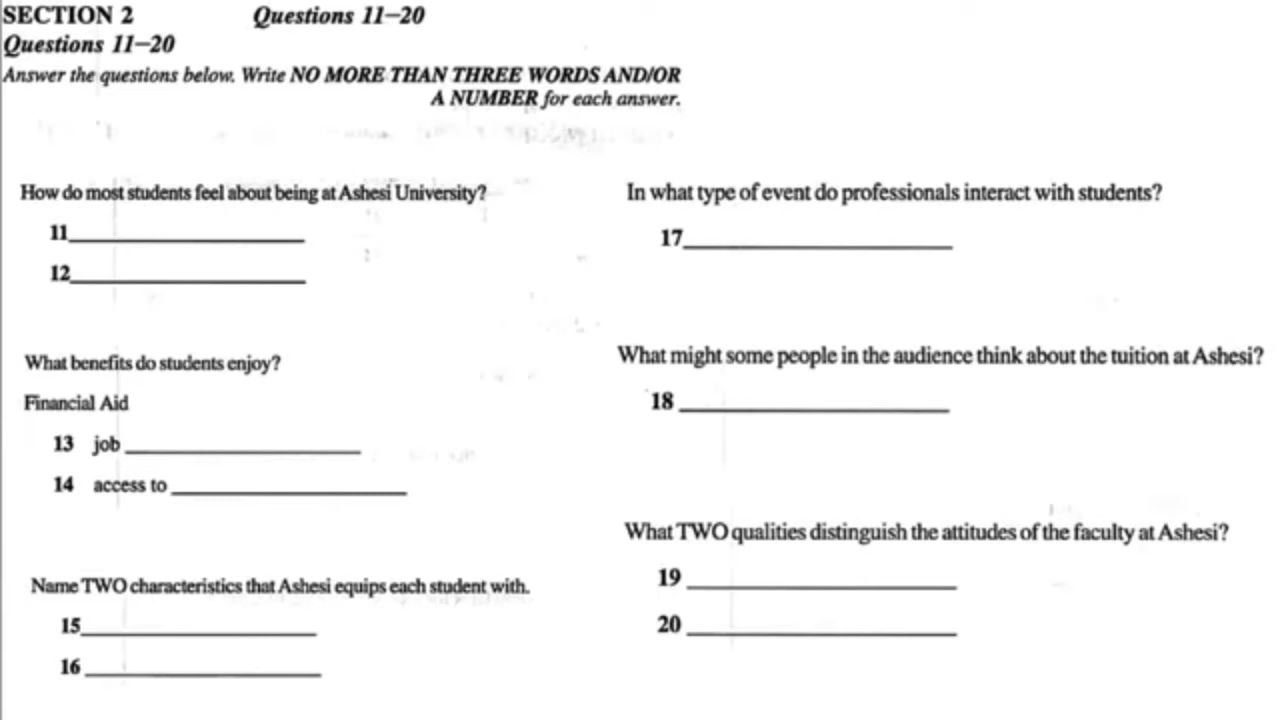 SECTION 2 Questions 11–20
Questions 11–20
Answer the questions below. Write NO MORE THAN THREE WORDS AND/OR
A NUMBER for each answer.
How do most students feel about being at Ashesi University?
11
12
What benefits do students enjoy?
Financial Aid
13 job
14 access to
Name TWO characteristics that Ashesi equips each student with.
15
16
In what type of event do professionals interact with students?
17
What might some people in the audience think about the tuition at Ashesi?
18
What TWO qualities distinguish the attitudes of the faculty at Ashesi?
19
20